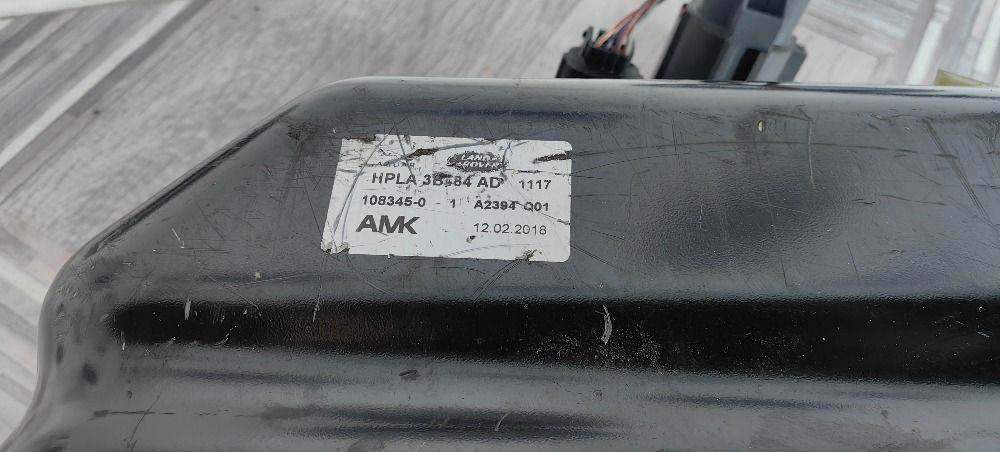 LAND ROVER
HPLA 3B484 AD 1117
108345-0 - 1 A2394 Q01
AMK 12.02.2018